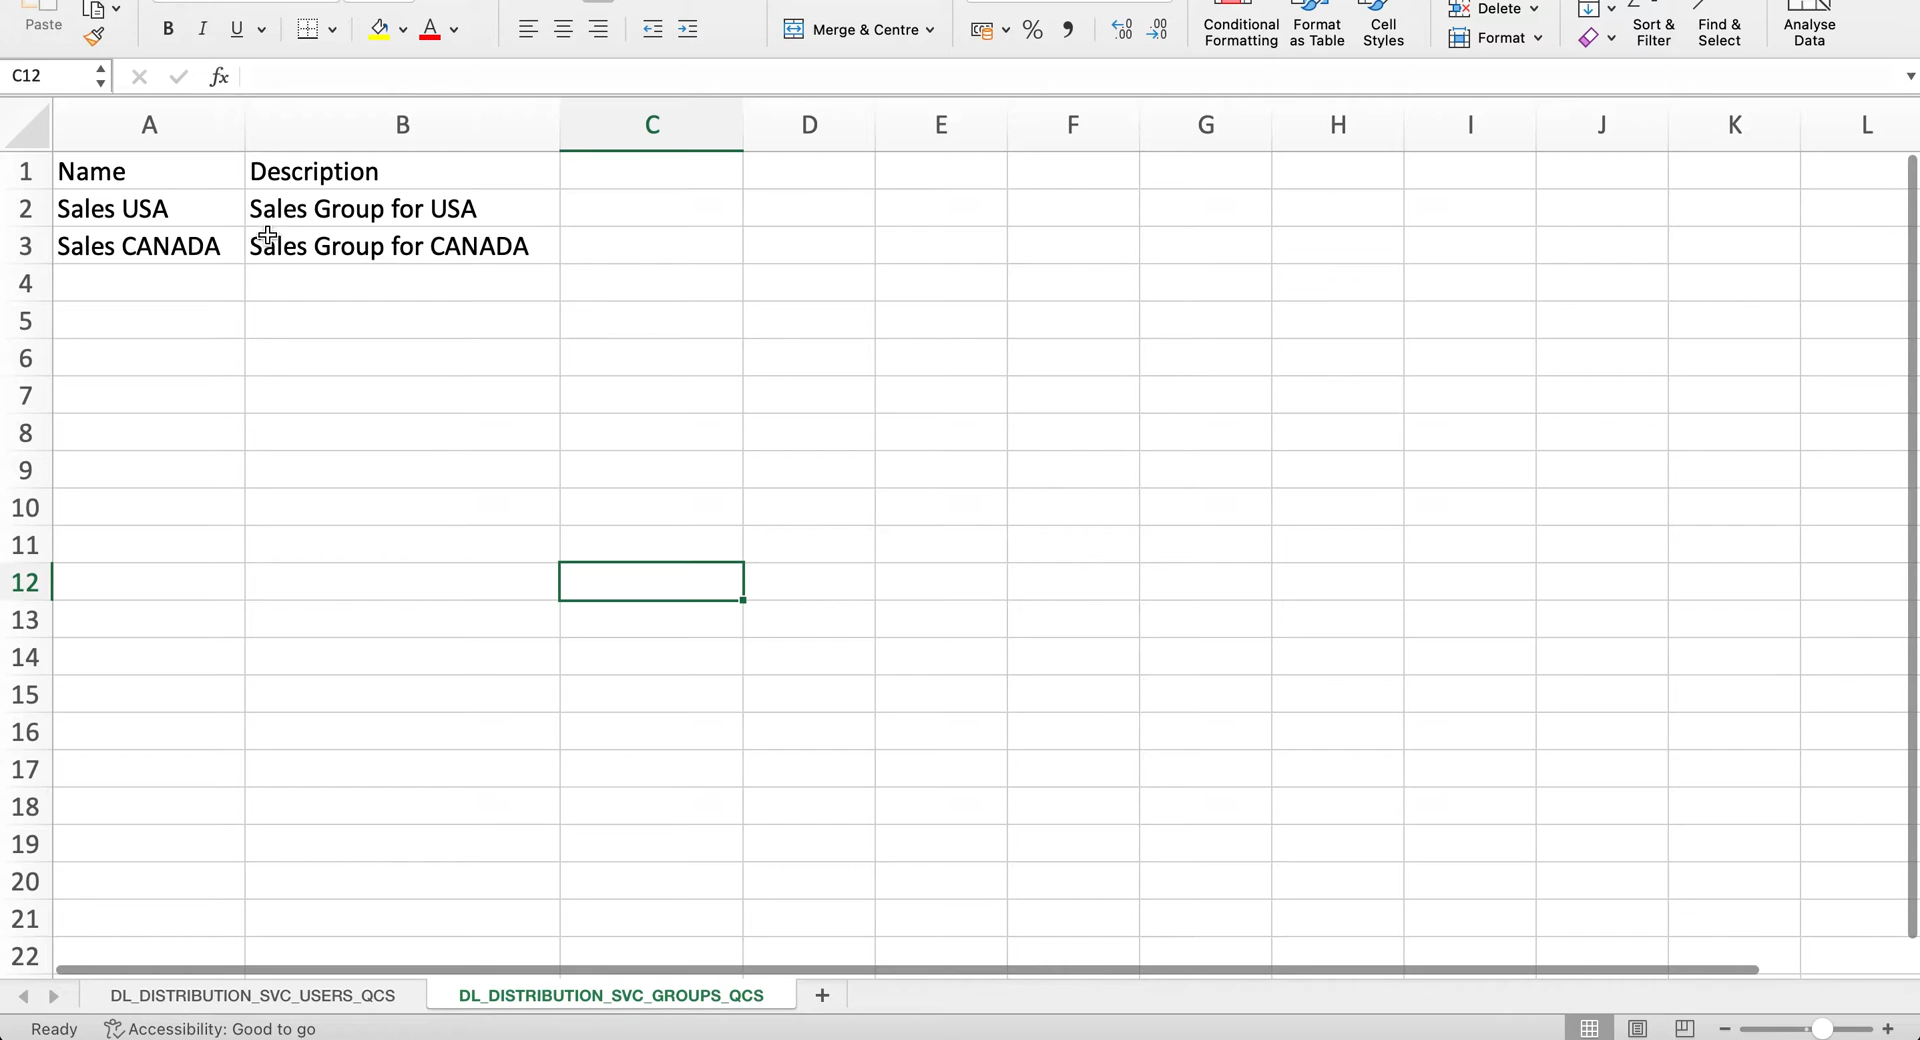 Paste
B I U
A
Merge & Centre
%
.00
.00
Conditional Formatting
Format as Table
Cell Styles
Delete
Format
Sort & Filter
Find & Select
Analyse Data
C12
fx
A B C D E F G H I J K L
1 Name Description
2 Sales USA Sales Group for USA
3 Sales CANADA Sales Group for CANADA
4
5
6
7
8
9
10
11
12
13
14
15
16
17
18
19
20
21
22
DL_DISTRIBUTION_SVC_USERS_QCS DL_DISTRIBUTION_SVC_GROUPS_QCS +
Ready Accessibility: Good to go